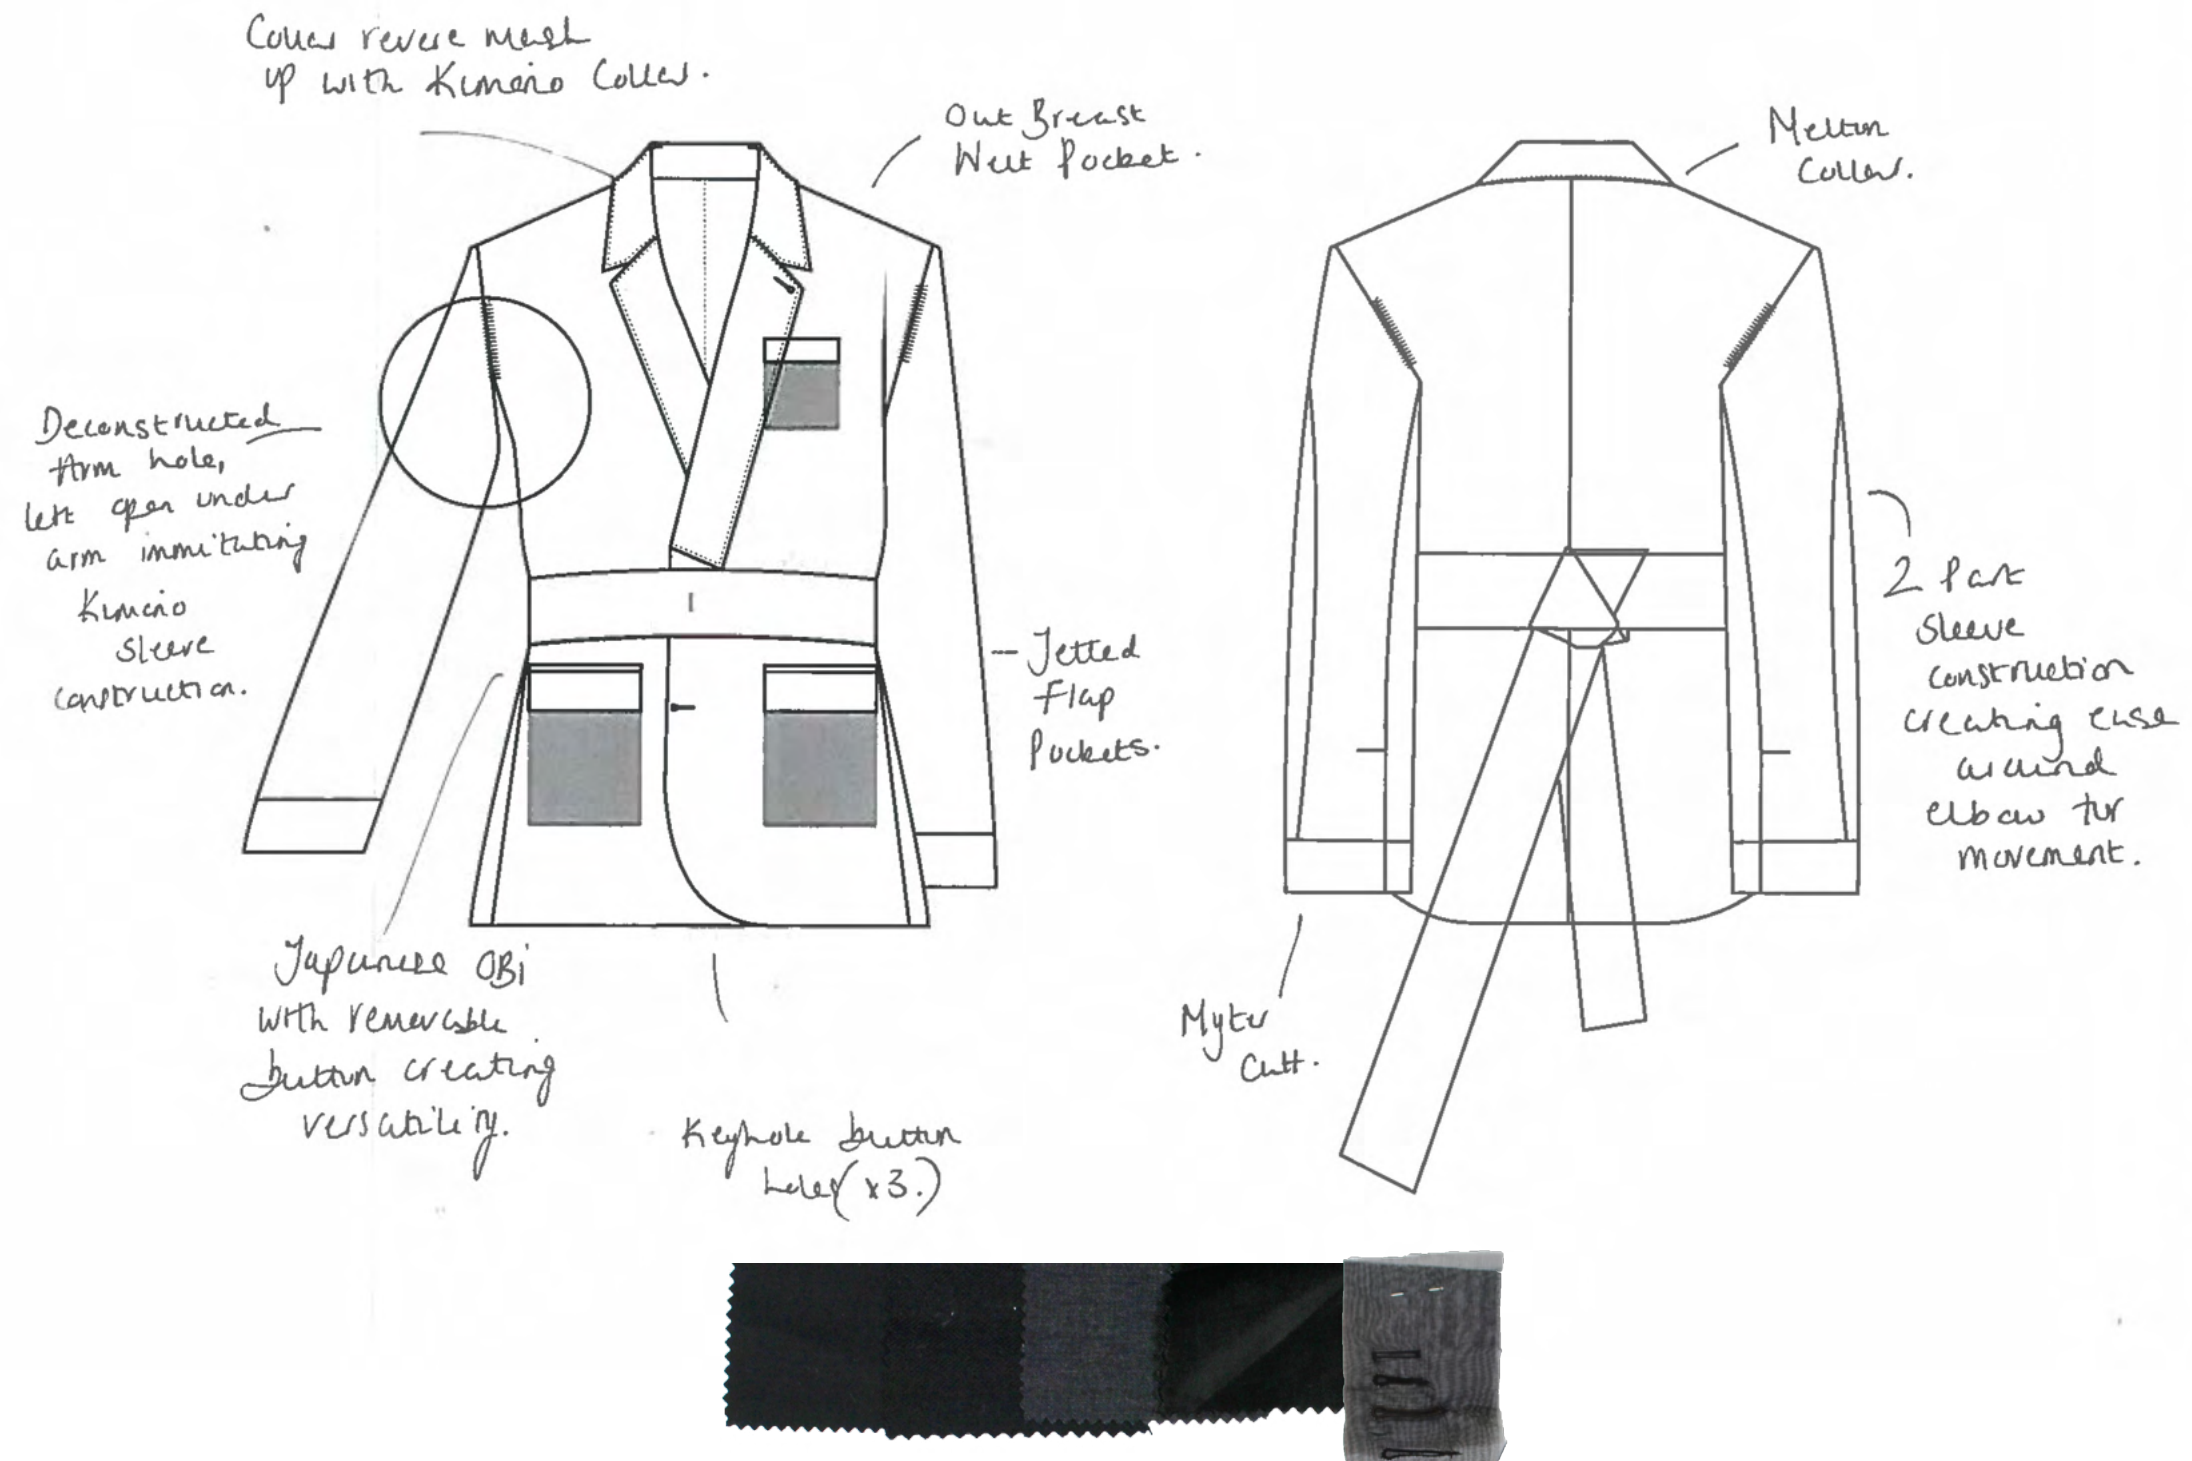 Collar revere mash
up with Kimono Collar.
Out Breast
Welt Pocket.
Melton
Collar.
Deconstructed
Arm hole,
left open under
arm immitating
Kimono
sleeve
construction.
Jetted
Flap
Pockets.
2 Part
sleeve
construction
creating ease
around
elbow for
movement.
Japanese OBi
with removable
button creating
versatility.
Myter
Cuff.
Keyhole button
holes (x3.)